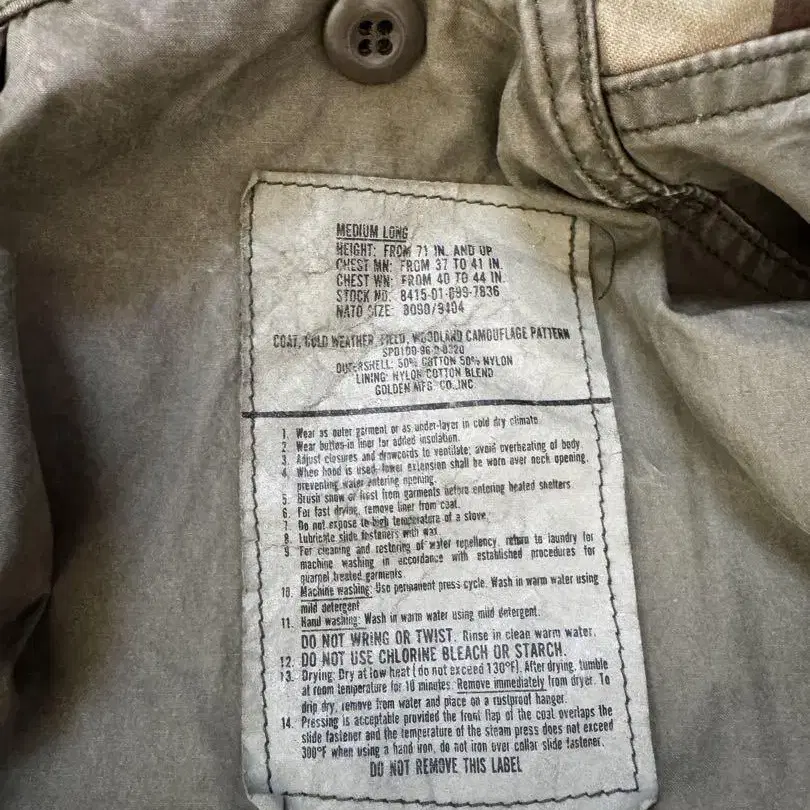 MEDIUM LONG
HEIGHT: FROM 71 IN. AND UP
CHEST MN: FROM 37 TO 41 IN.
CHEST WN: FROM 40 TO 44 IN.
STOCK NO. 8415-01-099-7836
NATO SIZE: 8090/9404
COAT, COLD WEATHER, FIELD, WOODLAND CAMOUFLAGE PATTERN
OUTERSHELL: 50% COTTON 50% NYLON
LINING: NYLON COTTON BLEND
GOLDEN MFG. CO., INC.
1. Wear as outer garment or as under-layer in cold dry climate.
2. Wear button-in liner for added insulation.
3. Adjust closures and drowcords to ventilate; avoid overheating of body.
4. When hood is used, lower extension shall be worn over neck opening,
preventing water entering opening.
5. Brush snow or frost from garments before entering heated shelters.
6. For fast drying, remove liner from coat.
7. Do not expose to high temperature of a stove.
8. Lubricate slide fasteners with wax.
9. For cleaning and restoring of water repellency, return to laundry for
machine washing in accordance with established procedures for
quarpel treated garments.
10. Machine washing: Use permanent press cycle. Wash in warm water using
mild detergent.
11. Hand washing: Wash in warm water using mild detergent.
DO NOT WRING OR TWIST. Rinse in clean warm water.
12. DO NOT USE CHLORINE BLEACH OR STARCH.
13. Drying: Dry at low heat (do not exceed 130°F). After drying, tumble
at room temperature for 10 minutes. Remove immediately from dryer. To
drip dry, remove from water and place on a rustproof hanger.
14. Pressing is acceptable provided the front flap of the coat overlaps the
slide fastener and the temperature of the steam press does not exceed
300°F when using a hand iron, do not iron over collar slide fastener.
DO NOT REMOVE THIS LABEL